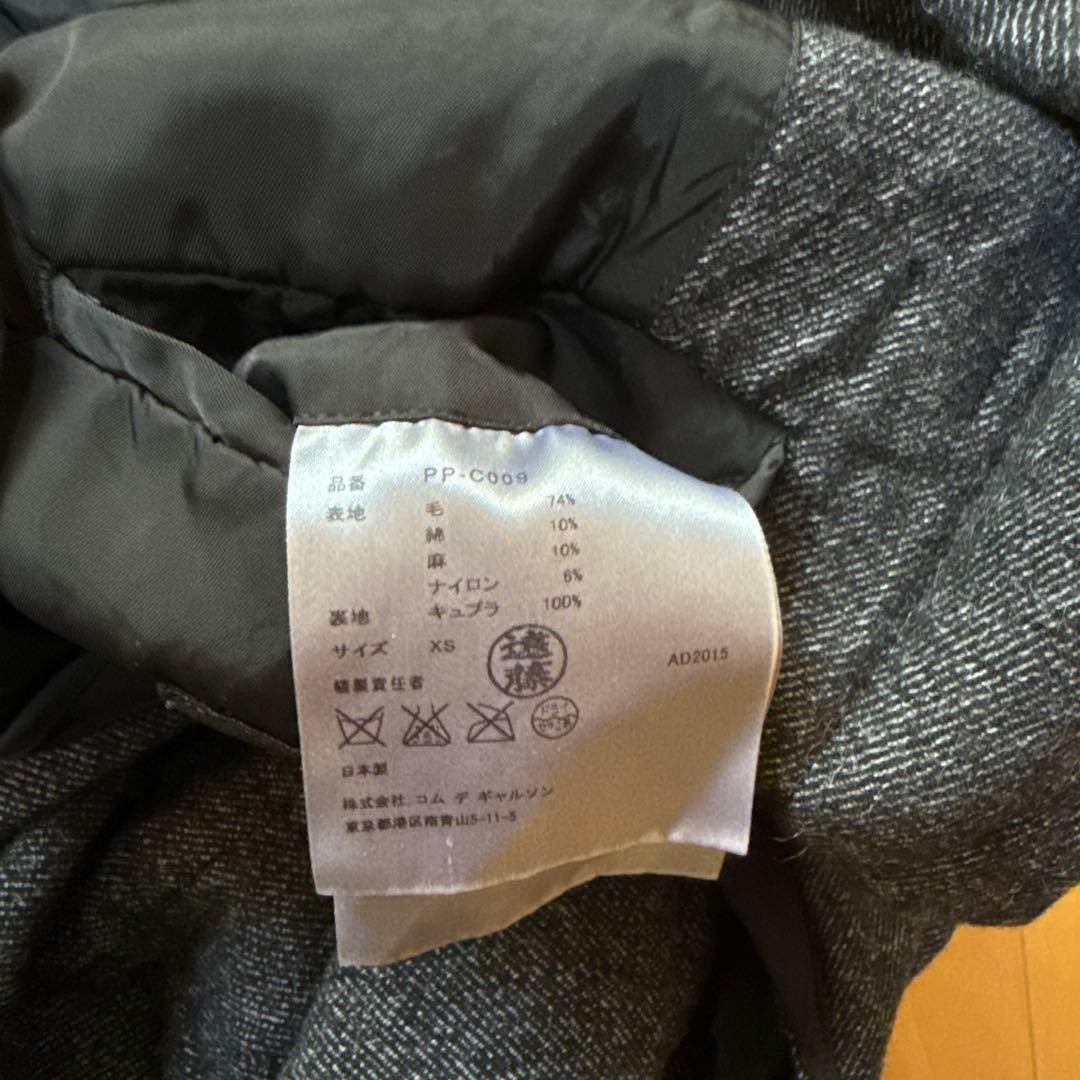 品番 PP-C009
表地 毛 74%
綿 10%
麻 10%
ナイロン 6%
裏地 キュプラ 100%
サイズ XS
縫製責任者 進藤
AD2015
日本製
株式会社 コム デ ギャルソン
東京都港区南青山5-11-5